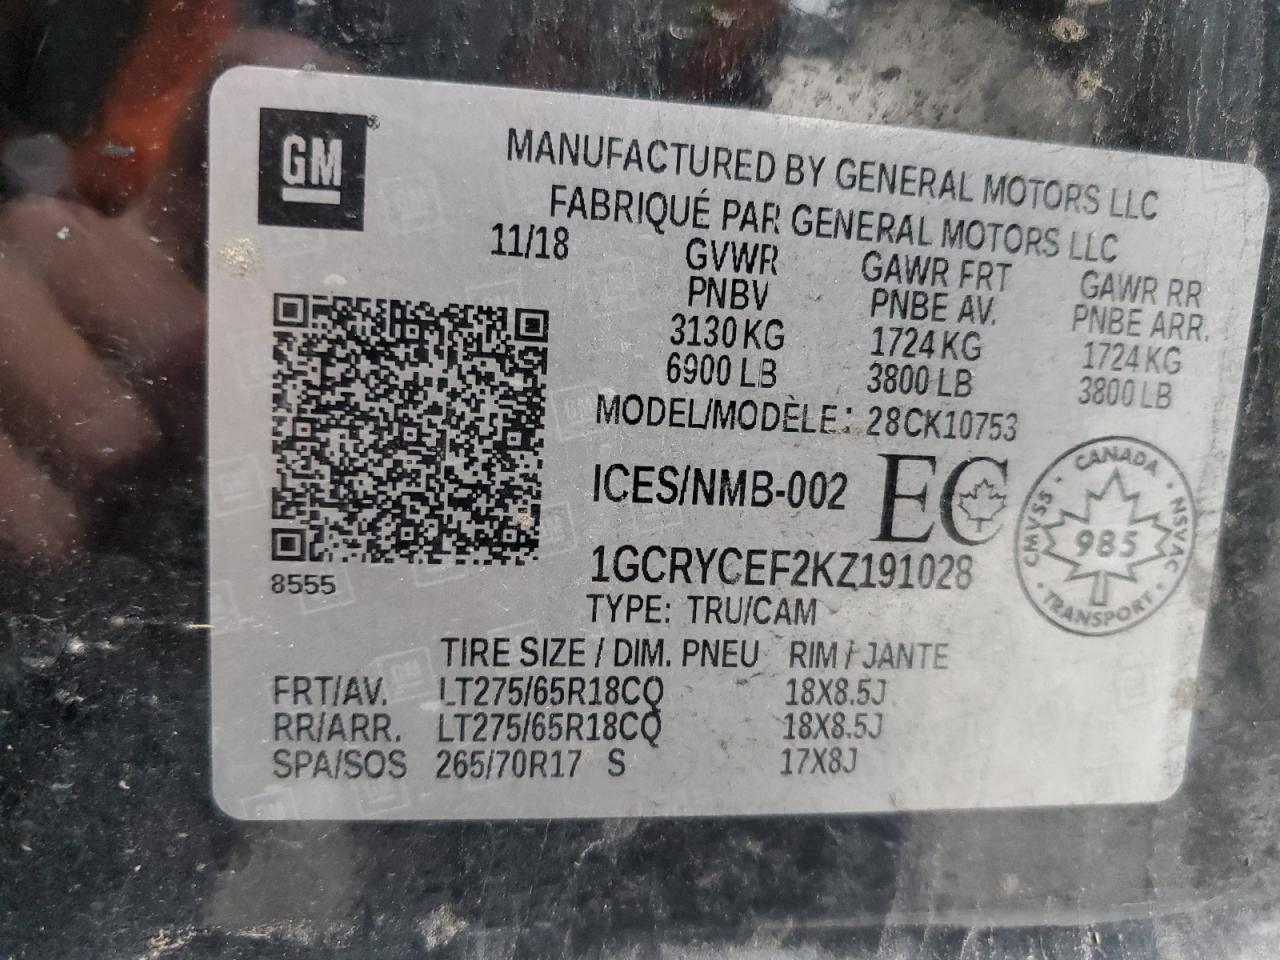 GM
MANUFACTURED BY GENERAL MOTORS LLC
FABRIQUÉ PAR GENERAL MOTORS LLC
11/18 GVWR GAWR FRT GAWR RR
PNBV PNBE AV. PNBE ARR.
3130 KG 1724 KG 1724 KG
6900 LB 3800 LB 3800 LB
MODEL/MODÈLE: 28CK10753
ICES/NMB-002 EC
CANADA
CMVSS · NSVAC
985
TRANSPORT
1GCRYCEF2KZ191028
8555
TYPE: TRU/CAM
TIRE SIZE / DIM. PNEU RIM / JANTE
FRT/AV. LT275/65R18CQ 18X8.5J
RR/ARR. LT275/65R18CQ 18X8.5J
SPA/SOS 265/70R17 S 17X8J